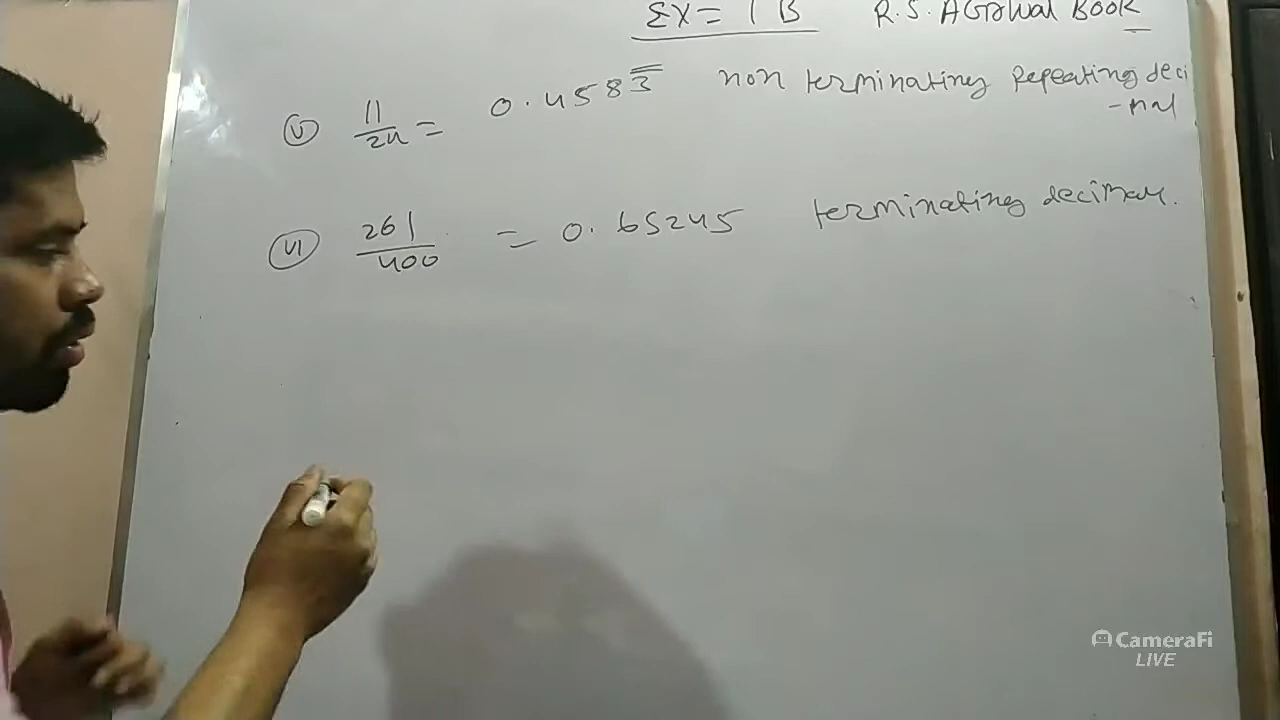 Ex = 1 B R.S. AGrawal Book
(v) 11/24 = 0.4583̅ non terminating repeating deci
-mal
(vi) 261/400 = 0.65245 terminating decimal.
CameraFi
LIVE